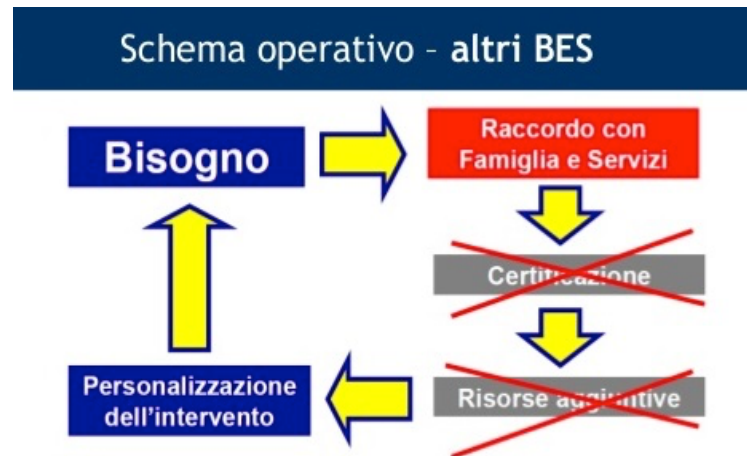 Schema operativo - altri BES
Bisogno
Raccordo con
Famiglia e Servizi
Certificazione
Risorse aggiuntive
Personalizzazione
dell'intervento